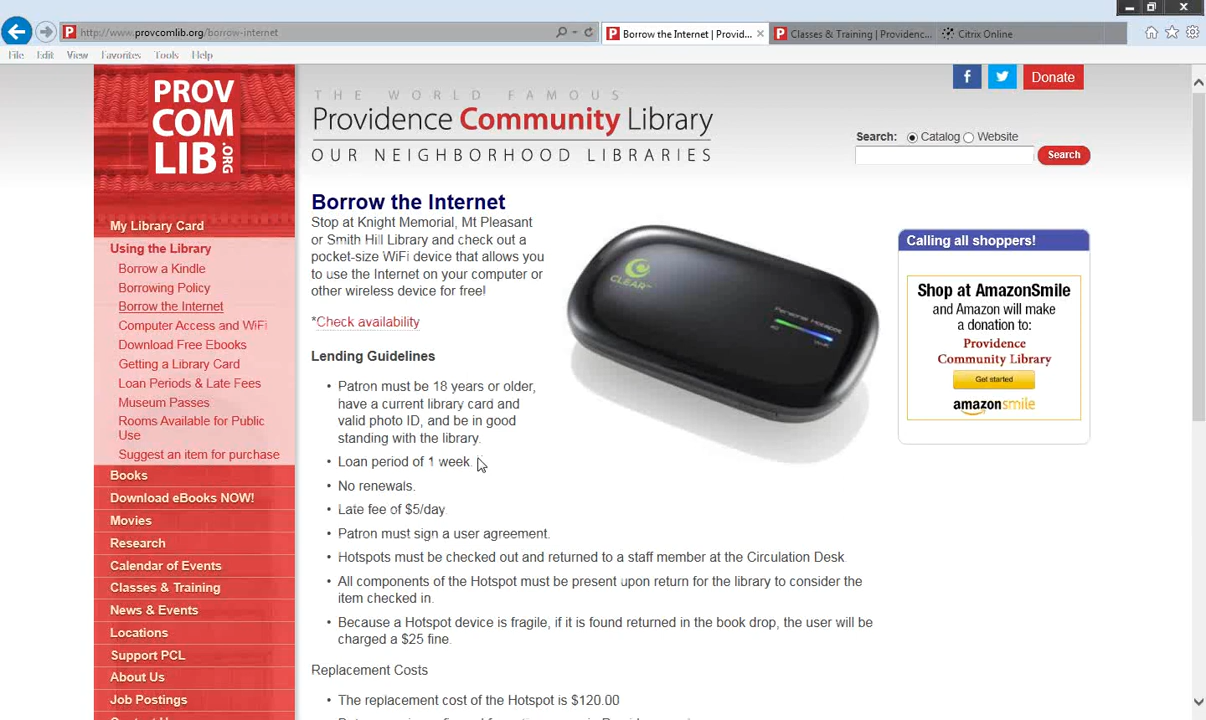 http://www.provcomlib.org/borrow-internet
Borrow the Internet | Provid...
Classes & Training | Providenc...
Citrix Online
File Edit View Favorites Tools Help
PROV
COM
LIB
.ORG
THE WORLD FAMOUS
Providence Community Library
OUR NEIGHBORHOOD LIBRARIES
Donate
Search: Catalog Website
Search
My Library Card
Using the Library
Borrow a Kindle
Borrowing Policy
Borrow the Internet
Computer Access and WiFi
Download Free Ebooks
Getting a Library Card
Loan Periods & Late Fees
Museum Passes
Rooms Available for Public
Use
Suggest an item for purchase
Books
Download eBooks NOW!
Movies
Research
Calendar of Events
Classes & Training
News & Events
Locations
Support PCL
About Us
Job Postings
Borrow the Internet
Stop at Knight Memorial, Mt Pleasant
or Smith Hill Library and check out a
pocket-size WiFi device that allows you
to use the Internet on your computer or
other wireless device for free!
*Check availability
Lending Guidelines
• Patron must be 18 years or older,
have a current library card and
valid photo ID, and be in good
standing with the library.
• Loan period of 1 week.
• No renewals.
• Late fee of $5/day.
• Patron must sign a user agreement.
• Hotspots must be checked out and returned to a staff member at the Circulation Desk.
• All components of the Hotspot must be present upon return for the library to consider the
item checked in.
• Because a Hotspot device is fragile, if it is found returned in the book drop, the user will be
charged a $25 fine.
Replacement Costs
• The replacement cost of the Hotspot is $120.00
CLEAR
Personal Hotspot
4G
Calling all shoppers!
Shop at AmazonSmile
and Amazon will make
a donation to:
Providence
Community Library
Get started
amazonsmile